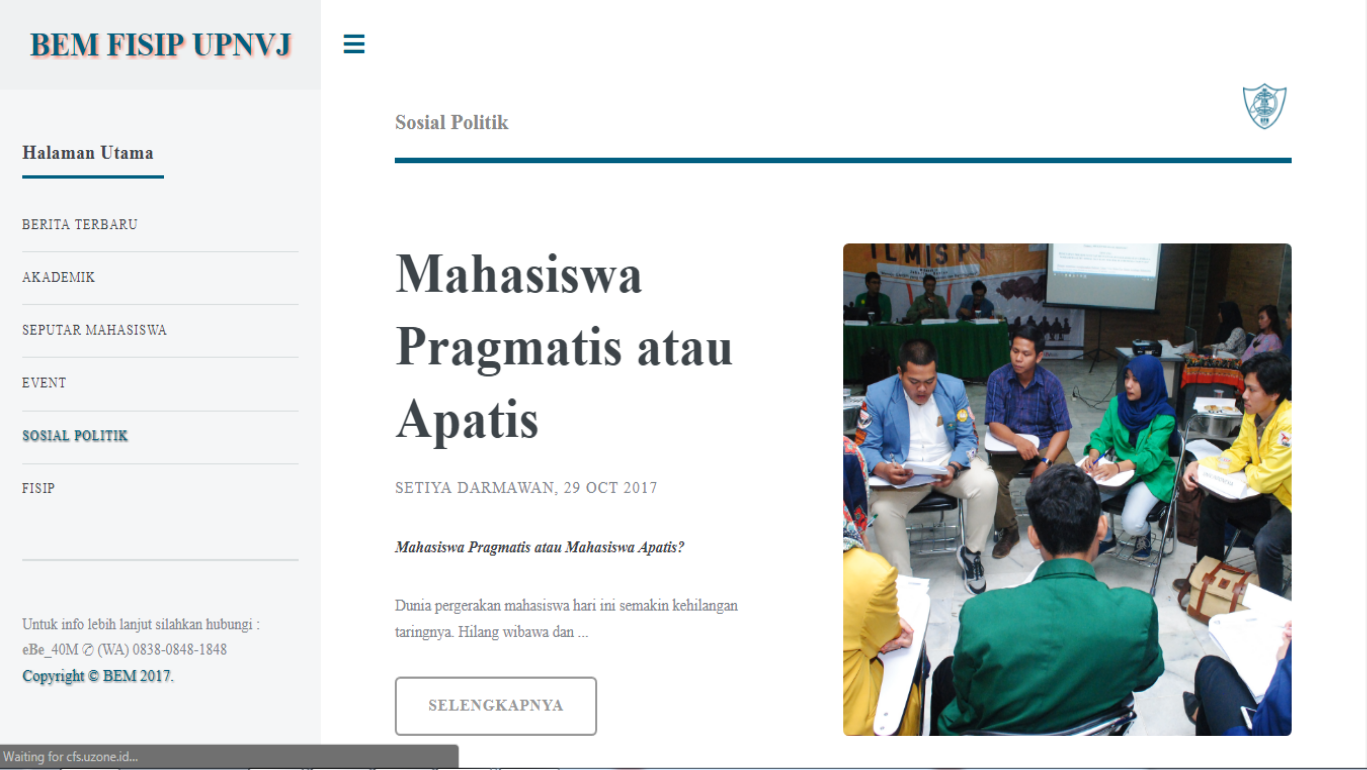 BEM FISIP UPNVJ
Halaman Utama
BERITA TERBARU
AKADEMIK
SEPUTAR MAHASISWA
EVENT
SOSIAL POLITIK
FISIP
Untuk info lebih lanjut silahkan hubungi :
eBe_40M ✆ (WA) 0838-0848-1848
Copyright © BEM 2017.
Waiting for cfs.uzone.id...
Sosial Politik
Mahasiswa
Pragmatis atau
Apatis
SETIYA DARMAWAN, 29 OCT 2017
Mahasiswa Pragmatis atau Mahasiswa Apatis?
Dunia pergerakan mahasiswa hari ini semakin kehilangan
taringnya. Hilang wibawa dan ...
SELENGKAPNYA
ILMISPI